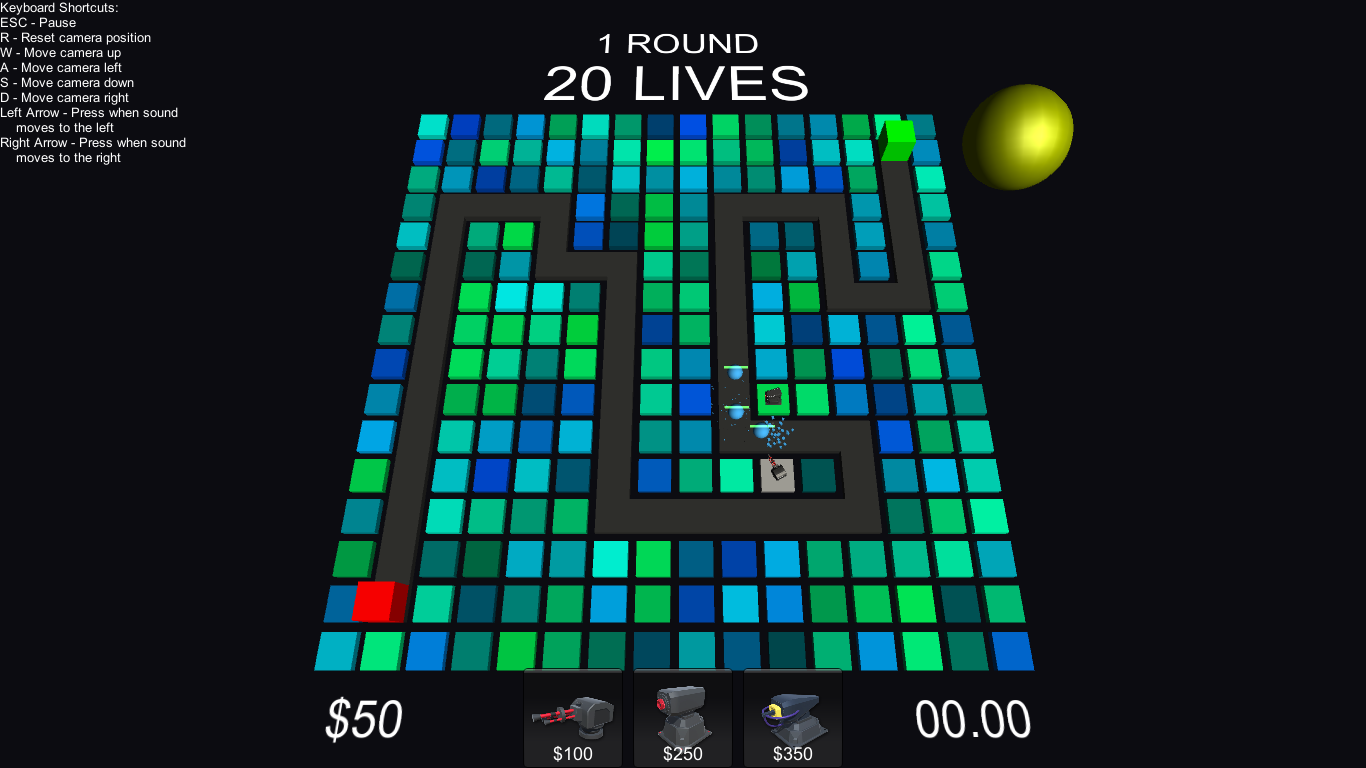 Keyboard Shortcuts:
ESC - Pause
R - Reset camera position
W - Move camera up
A - Move camera left
S - Move camera down
D - Move camera right
Left Arrow - Press when sound
moves to the left
Right Arrow - Press when sound
moves to the right
1 ROUND
20 LIVES
$50
$100
$250
$350
00.00